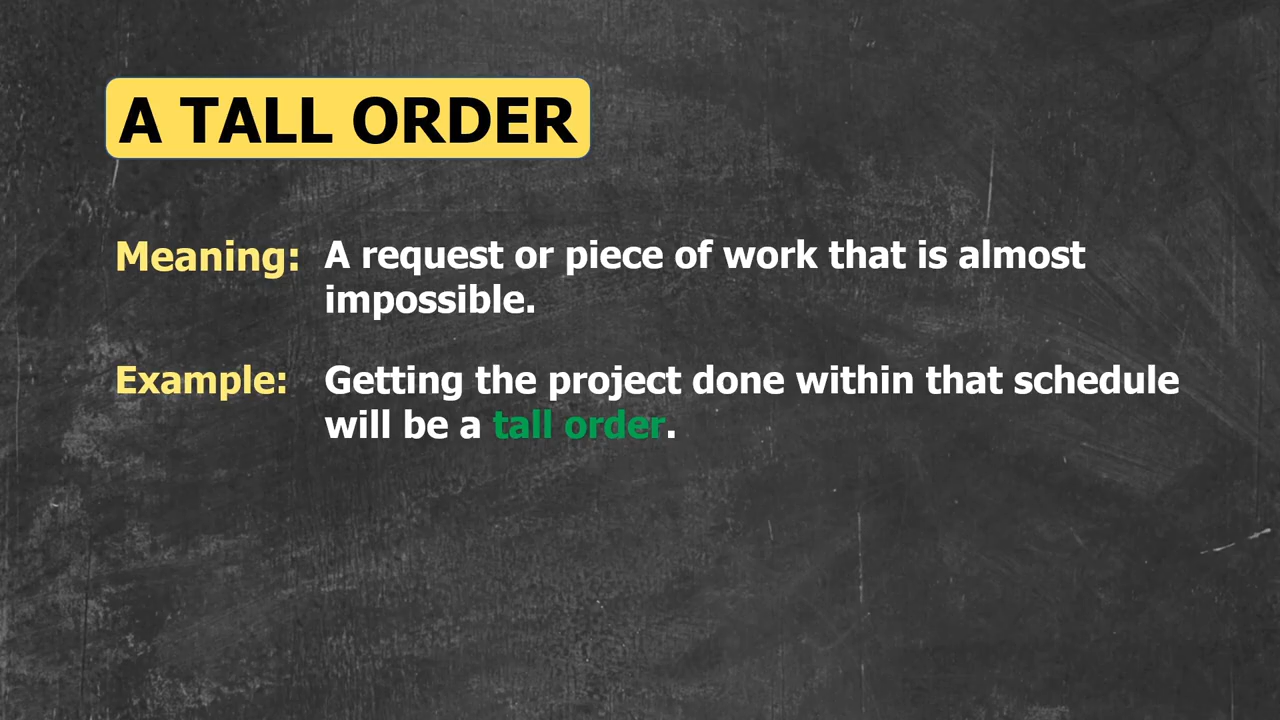 A TALL ORDER
Meaning: A request or piece of work that is almost
impossible.
Example: Getting the project done within that schedule
will be a tall order.